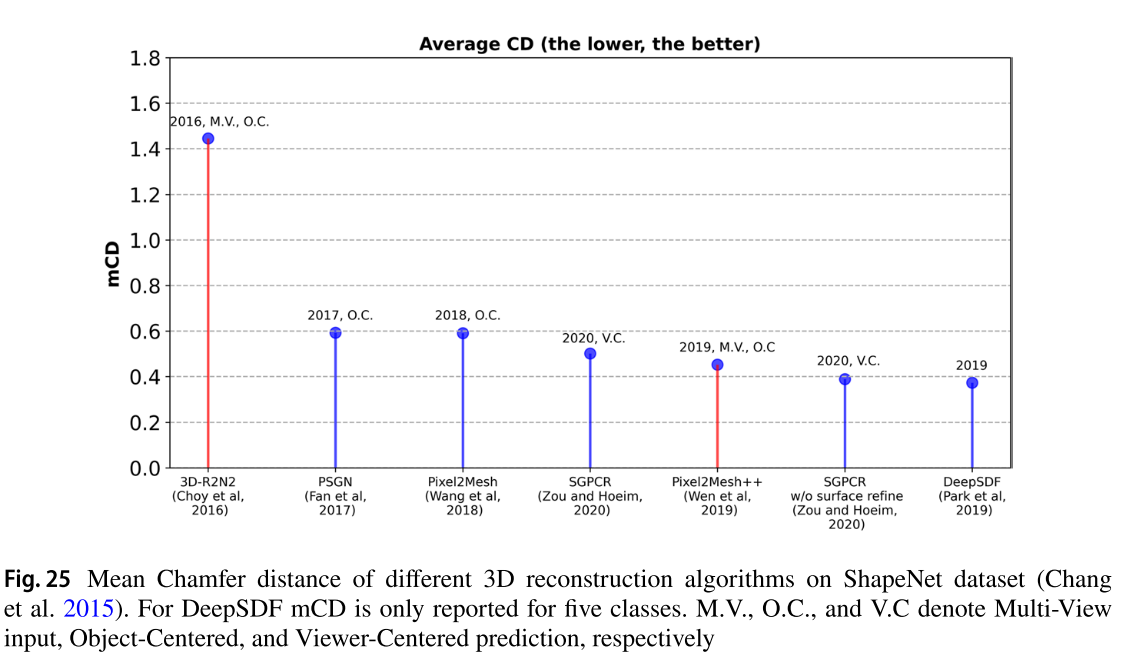 Average CD (the lower, the better)
1.8
1.6
1.4
1.2
1.0
0.8
0.6
0.4
0.2
0.0
mCD
2016, M.V., O.C.
2017, O.C.
2018, O.C.
2020, V.C.
2019, M.V., O.C
2020, V.C.
2019
3D-R2N2
(Choy et al,
2016)
PSGN
(Fan et al,
2017)
Pixel2Mesh
(Wang et al,
2018)
SGPCR
(Zou and Hoeim,
2020)
Pixel2Mesh++
(Wen et al,
2019)
SGPCR
w/o surface refine
(Zou and Hoeim,
2020)
DeepSDF
(Park et al,
2019)
Fig. 25 Mean Chamfer distance of different 3D reconstruction algorithms on ShapeNet dataset (Chang
et al. 2015). For DeepSDF mCD is only reported for five classes. M.V., O.C., and V.C denote Multi-View
input, Object-Centered, and Viewer-Centered prediction, respectively